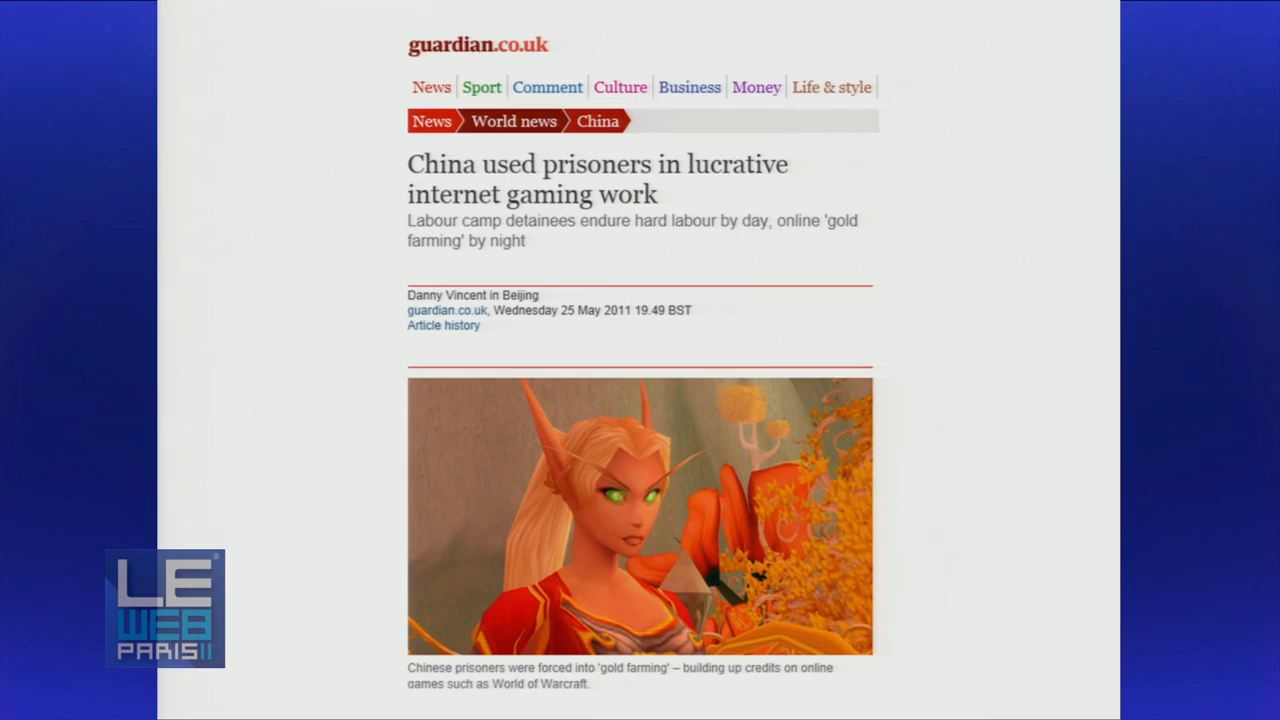 guardian.co.uk
News Sport Comment Culture Business Money Life & style
News World news China
China used prisoners in lucrative
internet gaming work
Labour camp detainees endure hard labour by day, online 'gold
farming' by night
Danny Vincent in Beijing
guardian.co.uk, Wednesday 25 May 2011 19.49 BST
Article history
Chinese prisoners were forced into 'gold farming' – building up credits on online
games such as World of Warcraft.
LE
WEB
PARIS11